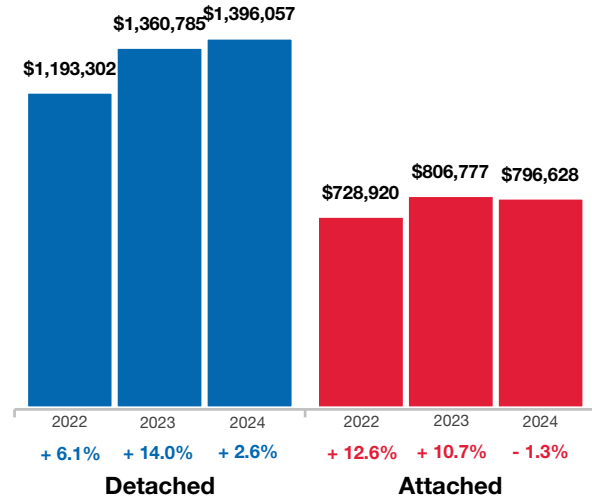 $1,193,302 $1,360,785 $1,396,057
$728,920 $806,777 $796,628
2022 2023 2024 2022 2023 2024
+ 6.1% + 14.0% + 2.6% + 12.6% + 10.7% - 1.3%
Detached Attached